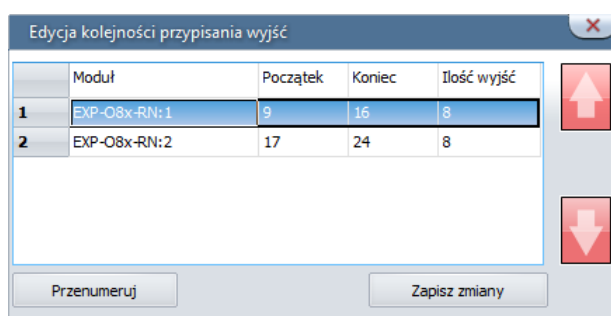 Edycja kolejności przypisania wyjść
Moduł Początek Koniec Ilość wyjść
1 EXP-O8x-RN:1 9 16 8
2 EXP-O8x-RN:2 17 24 8
Przenumeruj Zapisz zmiany